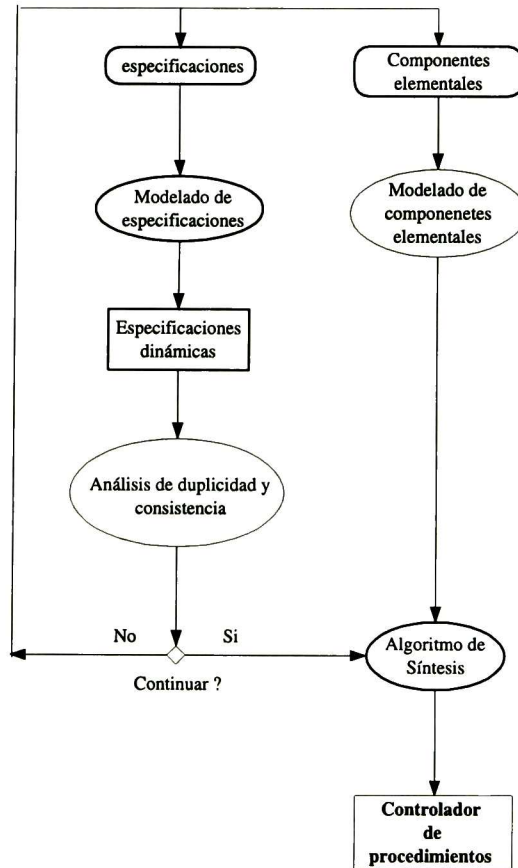 especificaciones
Componentes
elementales
Modelado de
especificaciones
Modelado de
componenetes
elementales
Especificaciones
dinámicas
Análisis de duplicidad y
consistencia
No
Si
Continuar ?
Algoritmo de
Síntesis
Controlador
de
procedimientos